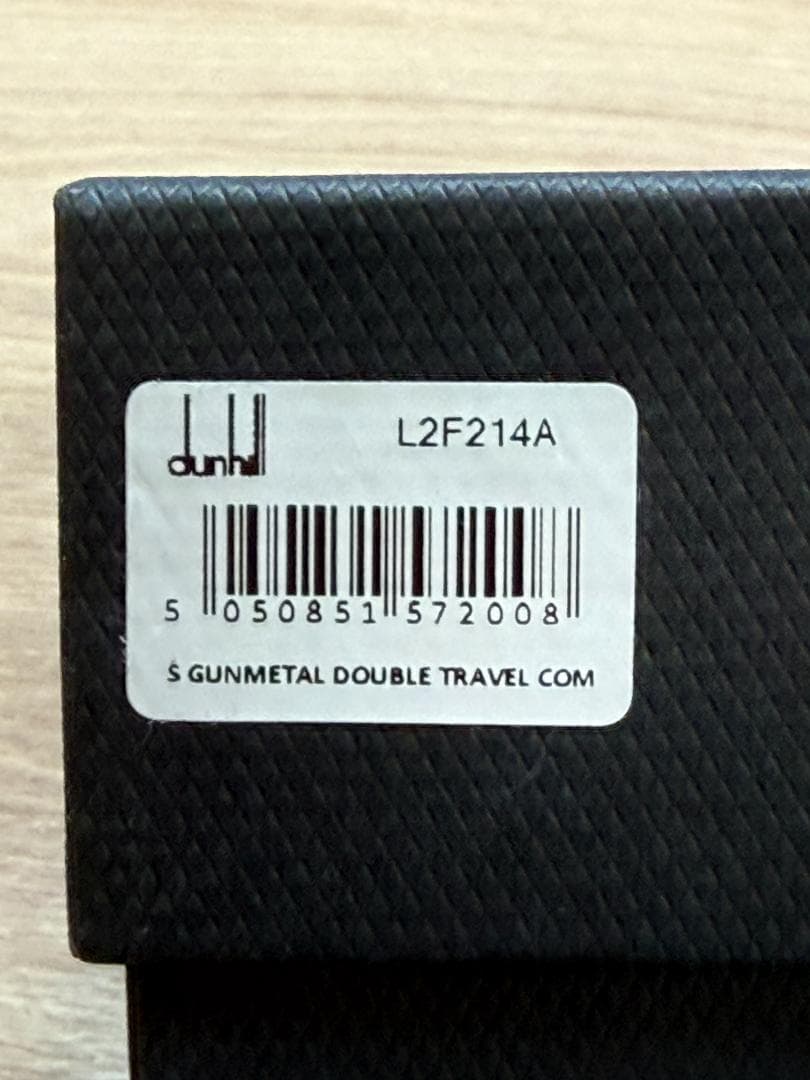 dunhill
L2F214A
5 050851 572008
S GUNMETAL DOUBLE TRAVEL COM